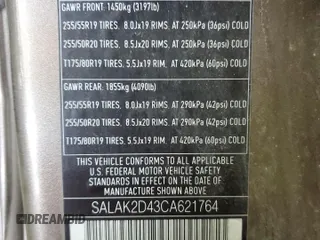 GAWR FRONT: 1450kg (3197lb)
255/55R19 TIRES. 8.0Jx19 RIMS. AT 250kPa (36psi) COLD
255/50R20 TIRES. 8.5Jx20 RIMS. AT 250kPa (36psi) COLD
T175/80R19 TIRES. 5.5Jx19 RIM. AT 420kPa (60psi) COLD
GAWR REAR: 1855kg (4090lb)
255/55R19 TIRES. 8.0Jx19 RIMS. AT 290kPa (42psi) COLD
255/50R20 TIRES. 8.5Jx20 RIMS. AT 290kPa (42psi) COLD
T175/80R19 TIRES. 5.5Jx19 RIM. AT 420kPa (60psi) COLD
THIS VEHICLE CONFORMS TO ALL APPLICABLE
FEDERAL MOTOR VEHICLE SAFETY
STANDARDS IN EFFECT ON THE DATE OF
MANUFACTURE SHOWN ABOVE.
SALAK2D43CA621764
DREAMBID